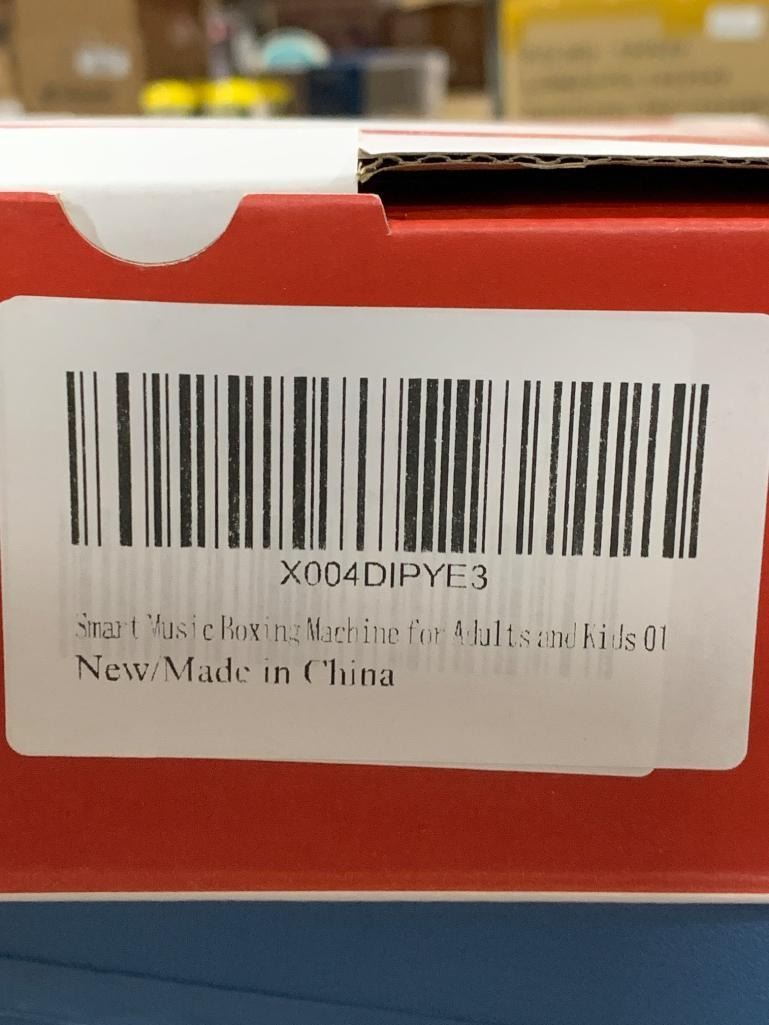 X004DIPYE3
Smart Music Boxing Machine for Adults and Kids 01
New/Made in China